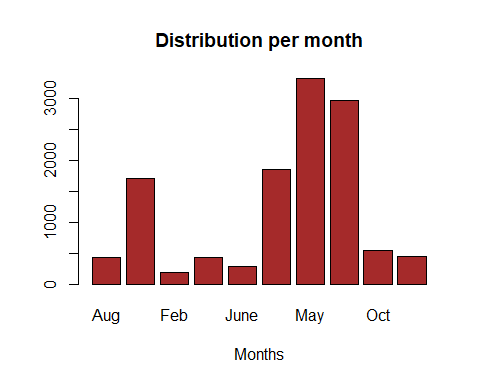 Distribution per month
3000
2000
1000
0
Aug Feb June May Oct
Months